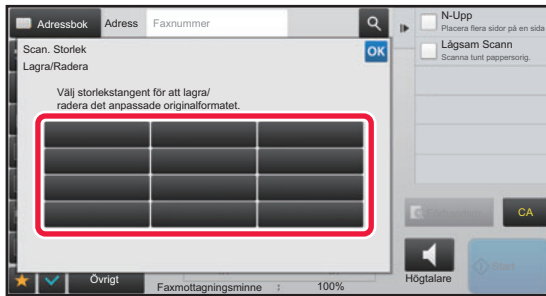 Adressbok
Adress
Faxnummer
N-Upp
Placera flera sidor på en sida
Lågsam Scann
Scanna tunt pappersorig.
Scan. Storlek
OK
Lagra/Radera
Välj storlekstangent för att lagra/
radera det anpassade originalformatet.
CA
Start
Övrigt
Faxmottagningsminne : 100%
Högtalare